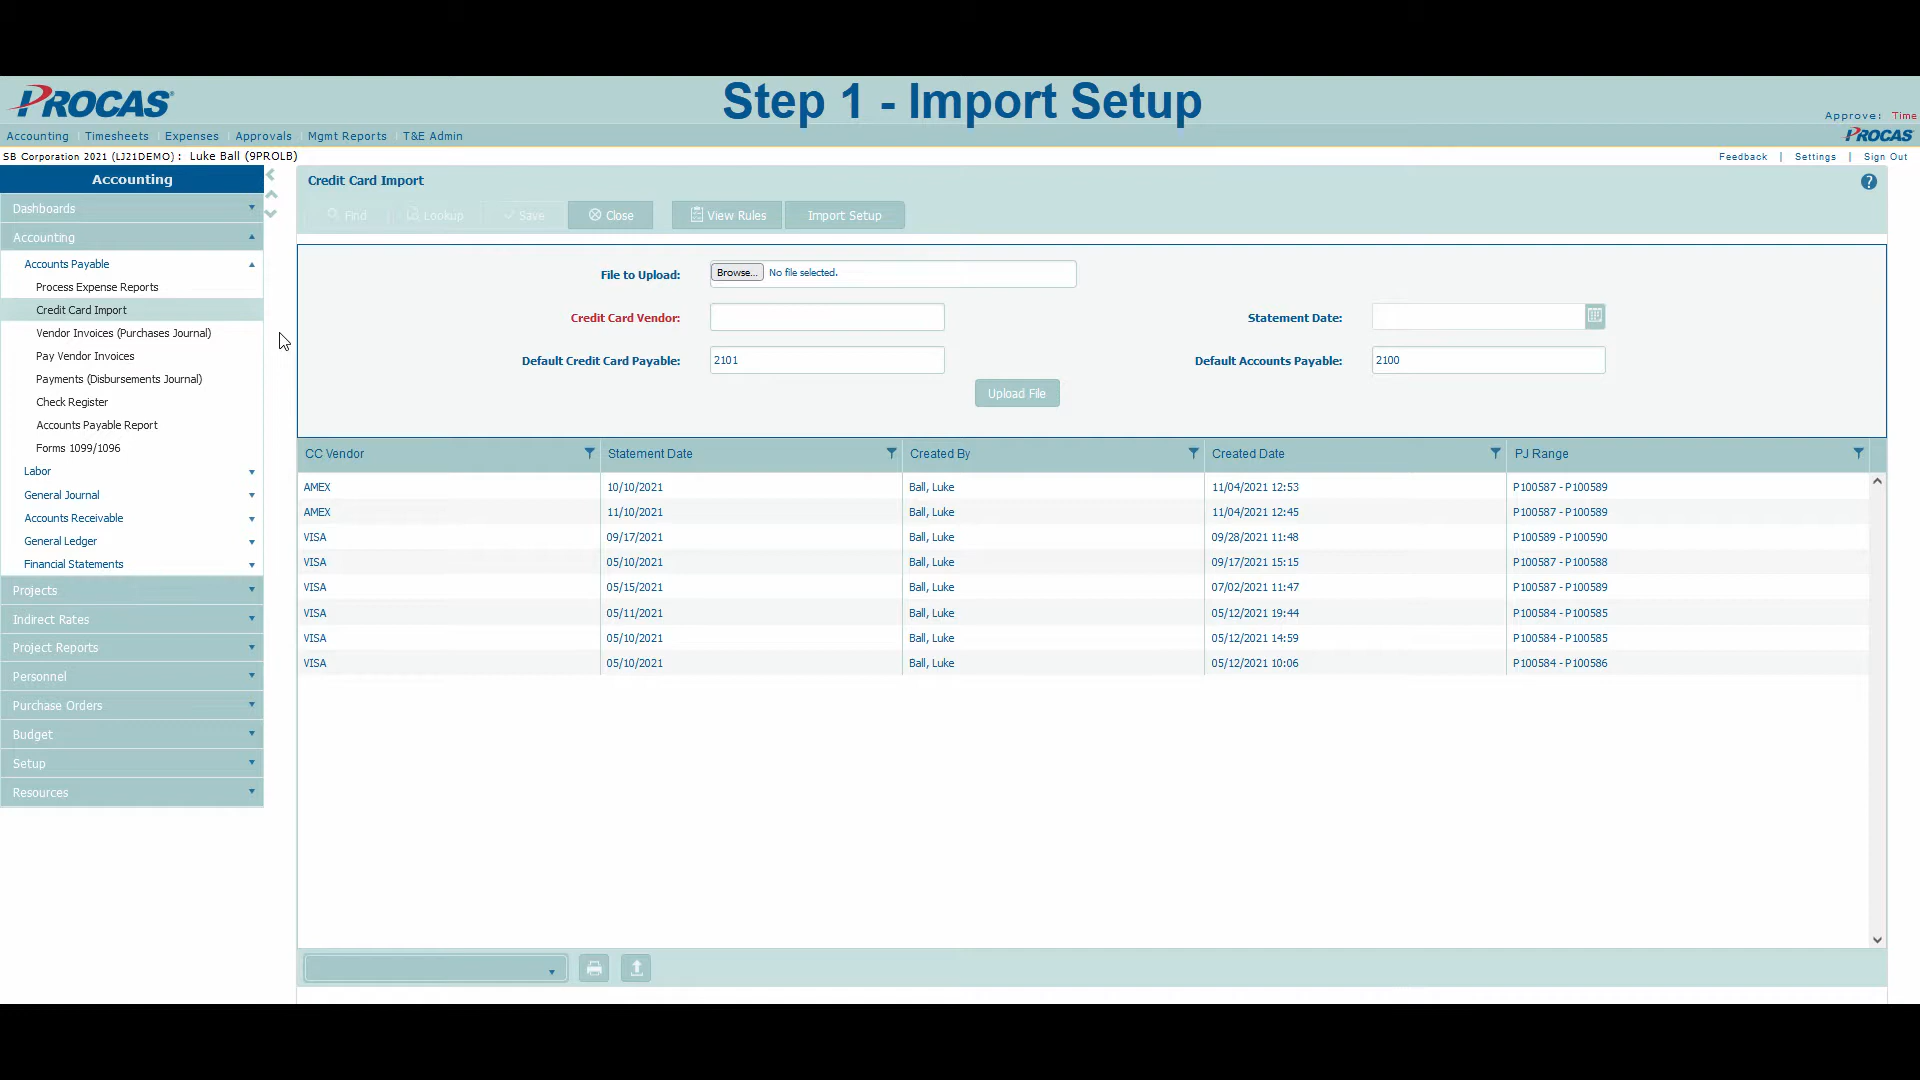 PROCAS
Step 1 - Import Setup
Approve: Time
Accounting Timesheets Expenses Approvals Mgmt Reports T&E Admin
PROCAS
SB Corporation 2021 (LJ21DEMO) : Luke Ball (9PROLB)
Feedback | Settings | Sign Out
Accounting
Dashboards
Accounting
Accounts Payable
Process Expense Reports
Credit Card Import
Vendor Invoices (Purchases Journal)
Pay Vendor Invoices
Payments (Disbursements Journal)
Check Register
Accounts Payable Report
Forms 1099/1096
Labor
General Journal
Accounts Receivable
General Ledger
Financial Statements
Projects
Indirect Rates
Project Reports
Personnel
Purchase Orders
Budget
Setup
Resources
Credit Card Import
?
Find Lookup Save Close View Rules Import Setup
File to Upload: Browse... No file selected.
Credit Card Vendor: Statement Date:
Default Credit Card Payable: 2101 Default Accounts Payable: 2100
Upload File
CC Vendor Statement Date Created By Created Date PJ Range
AMEX 10/10/2021 Ball, Luke 11/04/2021 12:53 P100587 - P100589
AMEX 11/10/2021 Ball, Luke 11/04/2021 12:45 P100587 - P100589
VISA 09/17/2021 Ball, Luke 09/28/2021 11:48 P100589 - P100590
VISA 05/10/2021 Ball, Luke 09/17/2021 15:15 P100587 - P100588
VISA 05/15/2021 Ball, Luke 07/02/2021 11:47 P100587 - P100589
VISA 05/11/2021 Ball, Luke 05/12/2021 19:44 P100584 - P100585
VISA 05/10/2021 Ball, Luke 05/12/2021 14:59 P100584 - P100585
VISA 05/10/2021 Ball, Luke 05/12/2021 10:06 P100584 - P100586